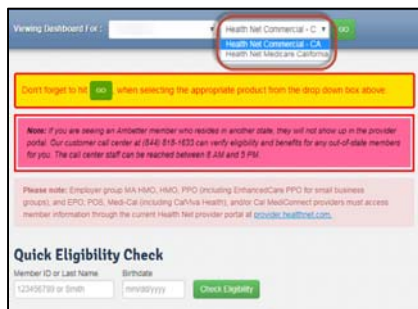 Viewing Dashboard For :
Health Net Commercial - C
GO
Health Net Commercial - CA
Health Net Medicare California
Don't forget to hit GO , when selecting the appropriate product from the drop down box above.
Note: If you are seeing an Ambetter member who resides in another state, they will not show up in the provider
portal. Our customer call center at (844) 618-1633 can verify eligibility and benefits for any out-of-state members
for you. The call center staff can be reached between 8 AM and 5 PM.
Please note: Employer group MA HMO, HMO, PPO (including EnhancedCare PPO for small business
groups), and EPO, POS, Medi-Cal (including CalViva Health), and/or Cal MediConnect providers must access
member information through the current Health Net provider portal at provider.healthnet.com.
Quick Eligibility Check
Member ID or Last Name
Birthdate
123456789 or Smith
mm/dd/yyyy
Check Eligibility